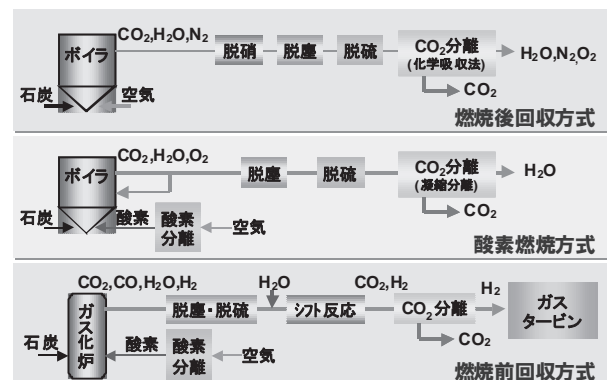 CO2,H2O,N2
ボイラ
脱硝
脱塵
脱硫
CO2分離
(化学吸収法)
H2O,N2,O2
石炭
空気
CO2
燃焼後回収方式
CO2,H2O,O2
ボイラ
脱塵
脱硫
CO2分離
(凝縮分離)
H2O
石炭
酸素
酸素
分離
空気
CO2
酸素燃焼方式
CO2,CO,H2O,H2
H2O
CO2,H2
H2
ガス化炉
脱塵・脱硫
シフト反応
CO2分離
ガス
タービン
石炭
酸素
酸素
分離
空気
CO2
燃焼前回収方式